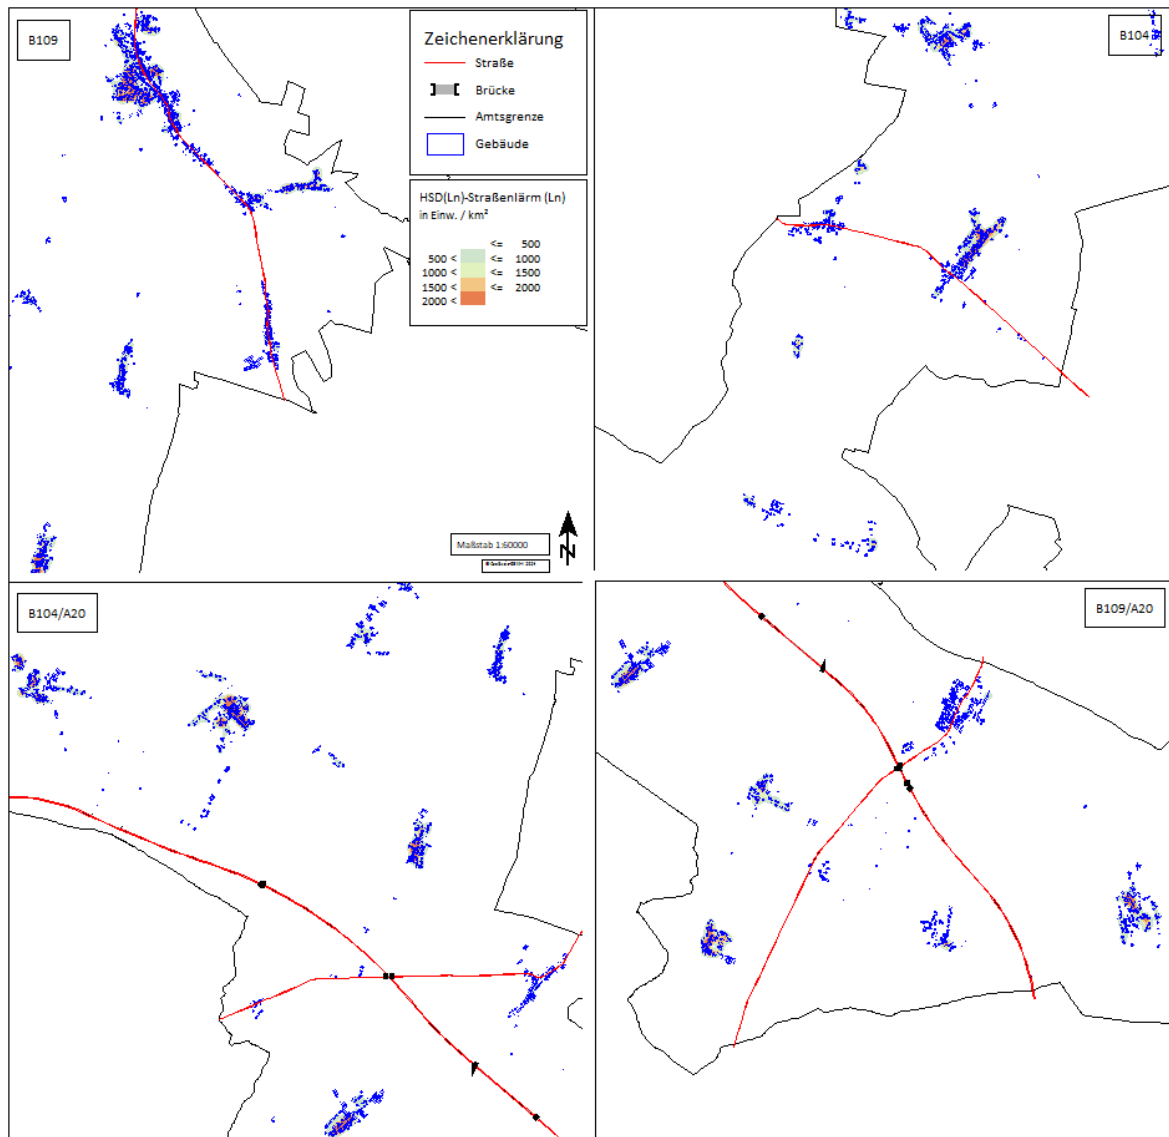 B109
Zeichenerklärung
Straße
Brücke
Amtsgrenze
Gebäude
HSD(Ln)-Straßenlärm (Ln)
in Einw. / km²
<= 500
500 < <= 1000
1000 < <= 1500
1500 < <= 2000
2000 <
Maßstab 1:60000
N
B104
B104/A20
B109/A20